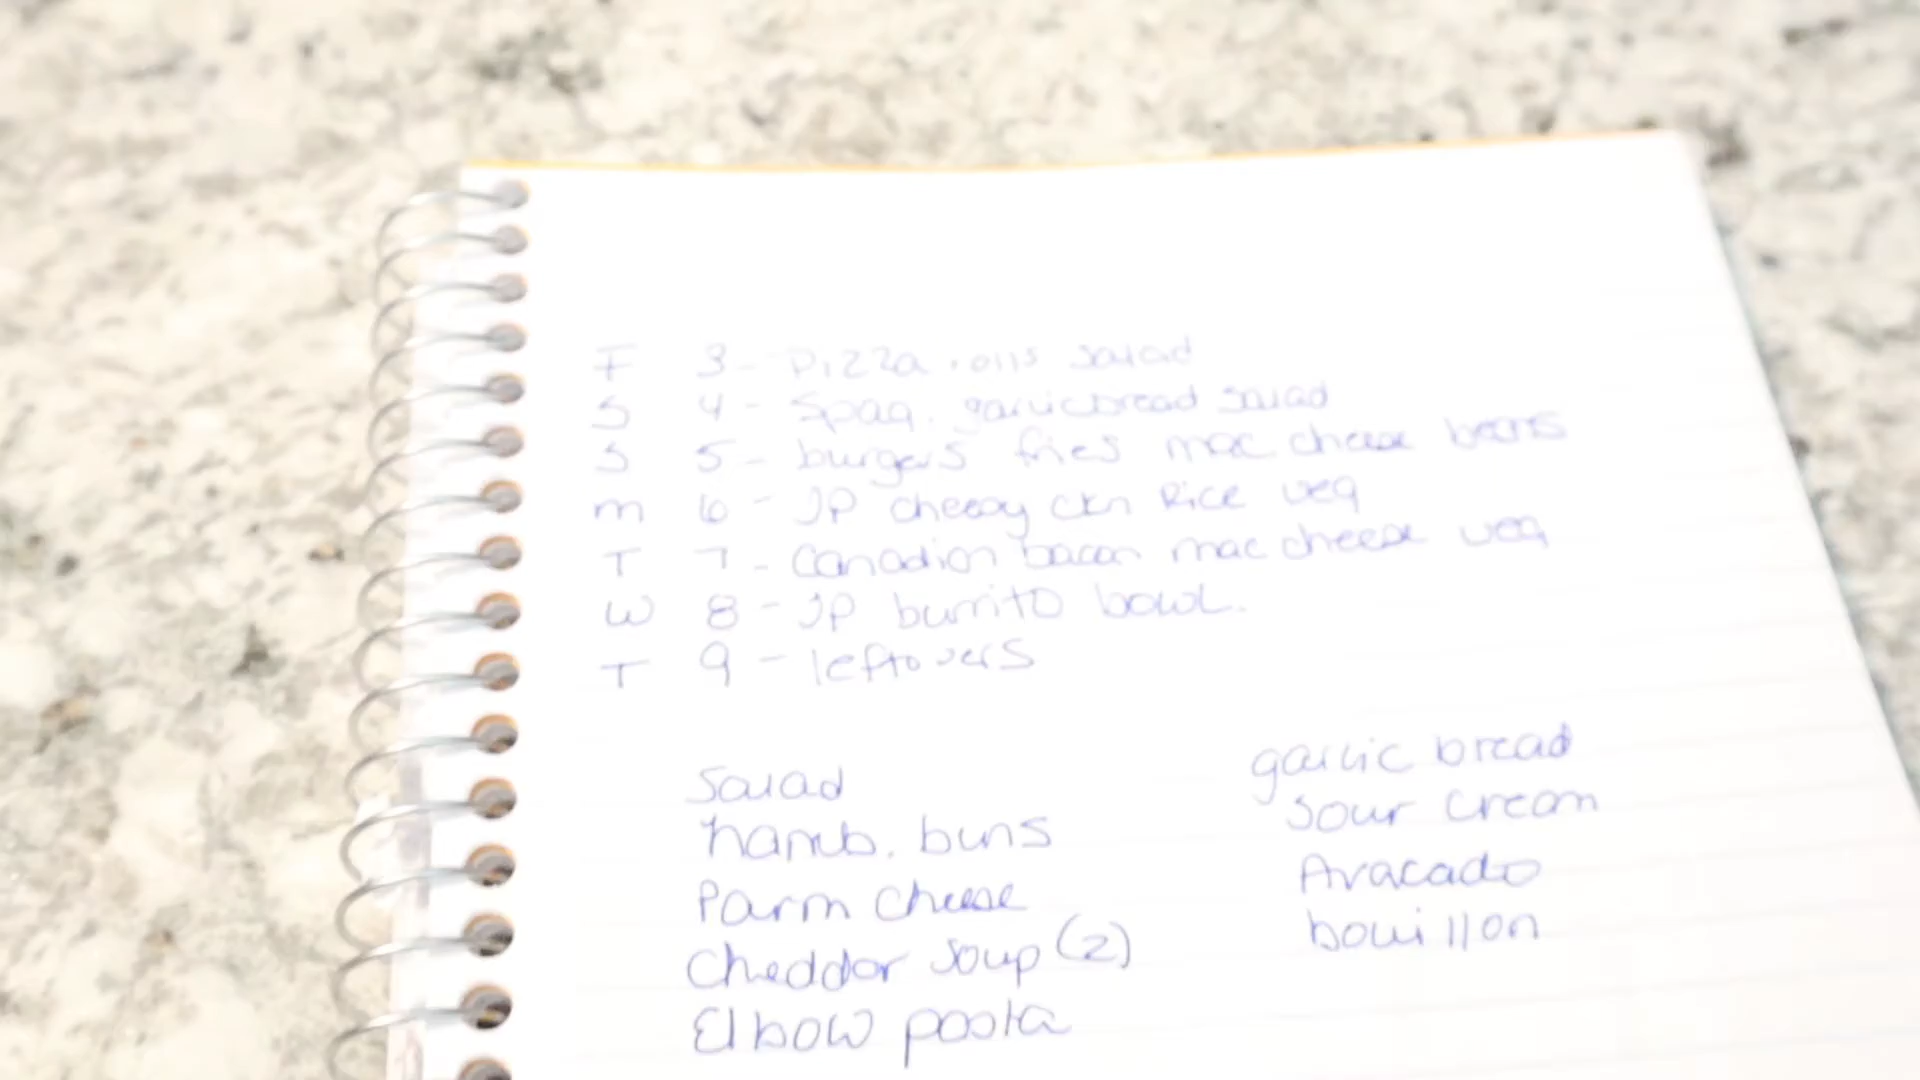 F 3 - Pizza salad
S 4 - Spag. garlic bread salad
S 5 - burgers fries mac cheese beans
m 6 - JP cheesy ckn Rice veg
T 7 - Canadian bacon mac cheese veg
W 8 - JP burrito bowl.
T 9 - leftovers
Salad
hamb. buns
Parm cheese
Cheddar soup (2)
Elbow pasta
garlic bread
sour cream
Avacado
bouillon